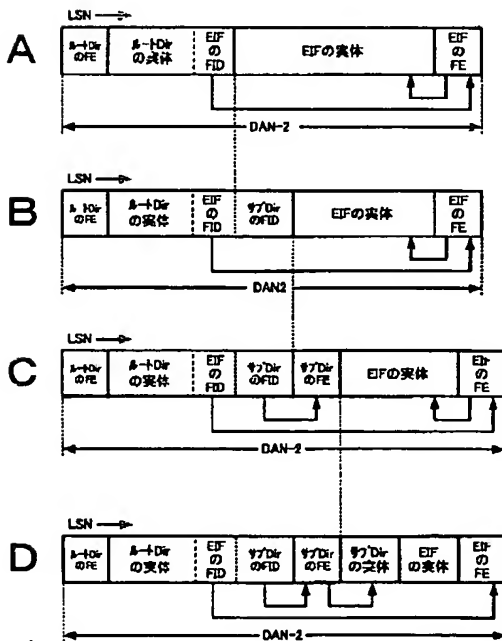 A
LSN
ルートDirのFE
ルートDirの実体
EIFのFID
EIFの実体
EIFのFE
DAN-2
B
LSN
ルートDirのFE
ルートDirの実体
EIFのFID
サブDirのFID
EIFの実体
EIFのFE
DAN2
C
LSN
ルートDirのFE
ルートDirの実体
EIFのFID
サブDirのFID
サブDirのFE
EIFの実体
EIFのFE
DAN-2
D
LSN
ルートDirのFE
ルートDirの実体
EIFのFID
サブDirのFID
サブDirのFE
サブDirの実体
EIFの実体
EIFのFE
DAN-2